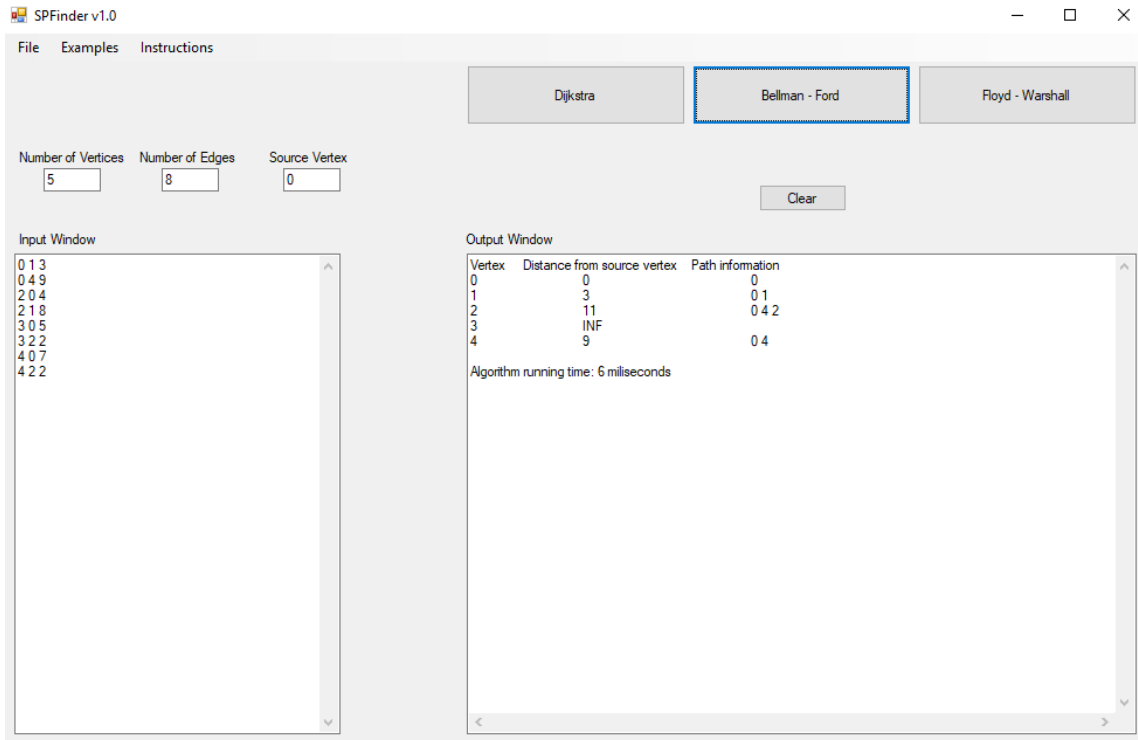 SPFinder v1.0
File Examples Instructions
Dijkstra Bellman - Ford Floyd - Warshall
Number of Vertices Number of Edges Source Vertex
5 8 0
Clear
Input Window
0 1 3
0 4 9
2 0 4
2 1 8
3 0 5
3 2 2
4 0 7
4 2 2
Output Window
Vertex Distance from source vertex Path information
0 0 0
1 3 0 1
2 11 0 4 2
3 INF
4 9 0 4
Algorithm running time: 6 miliseconds